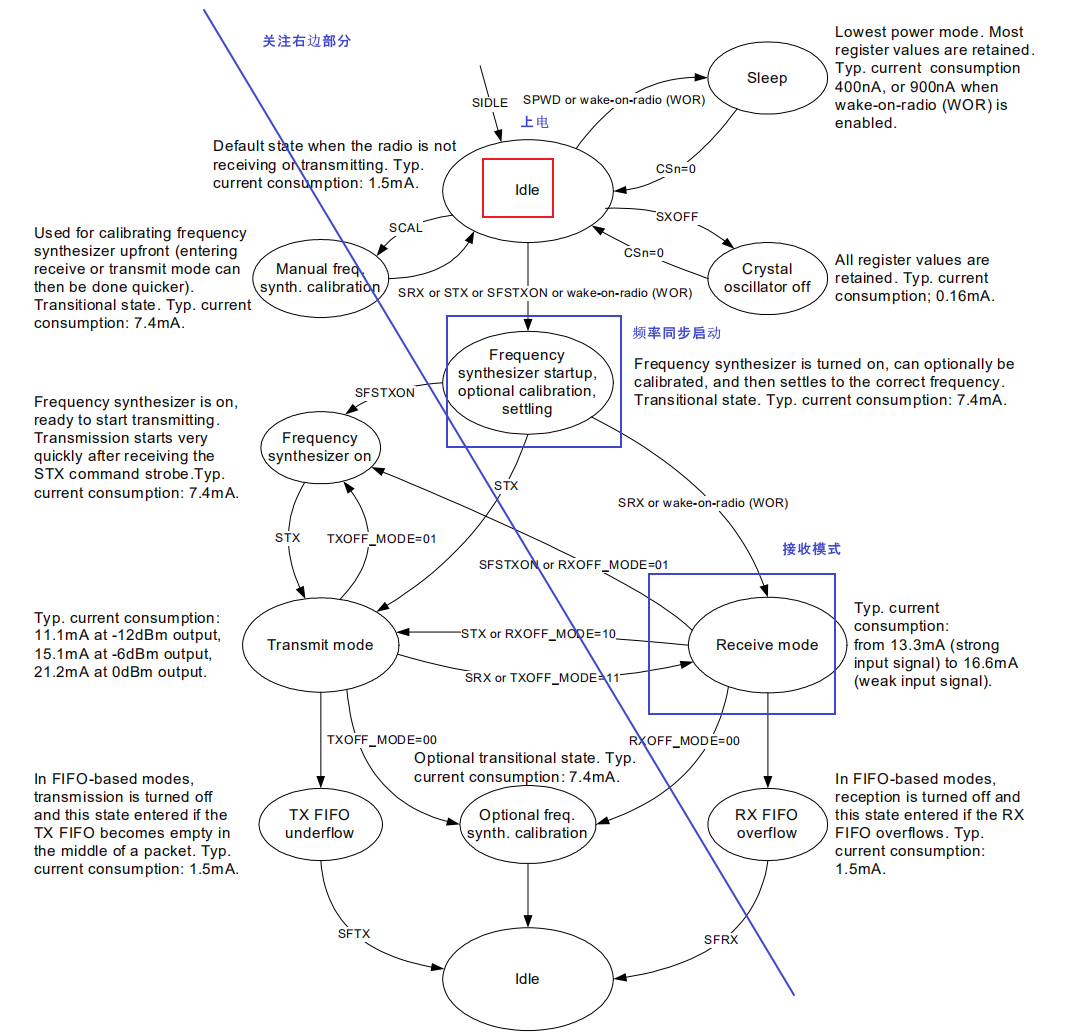 关注右边部分
Lowest power mode. Most
register values are retained.
Typ. current consumption
400nA, or 900nA when
wake-on-radio (WOR) is
enabled.
Sleep
SPWD or wake-on-radio (WOR)
SIDLE
上电
Default state when the radio is not
receiving or transmitting. Typ.
current consumption: 1.5mA.
CSn=0
Idle
SXOFF
SCAL
CSn=0
Used for calibrating frequency
synthesizer upfront (entering
receive or transmit mode can
then be done quicker).
Transitional state. Typ. current
consumption: 7.4mA.
Manual freq.
synth. calibration
Crystal
oscillator off
All register values are
retained. Typ. current
consumption; 0.16mA.
SRX or STX or SFSTXON or wake-on-radio (WOR)
频率同步启动
Frequency
synthesizer startup,
optional calibration,
settling
Frequency synthesizer is turned on, can optionally be
calibrated, and then settles to the correct frequency.
Transitional state. Typ. current consumption: 7.4mA.
SFSTXON
Frequency synthesizer is on,
ready to start transmitting.
Transmission starts very
quickly after receiving the
STX command strobe.Typ.
current consumption: 7.4mA.
Frequency
synthesizer on
STX
SRX or wake-on-radio (WOR)
STX
TXOFF_MODE=01
接收模式
SFSTXON or RXOFF_MODE=01
Typ. current consumption:
11.1mA at -12dBm output,
15.1mA at -6dBm output,
21.2mA at 0dBm output.
Transmit mode
STX or RXOFF_MODE=10
SRX or TXOFF_MODE=11
Receive mode
Typ. current
consumption:
from 13.3mA (strong
input signal) to 16.6mA
(weak input signal).
TXOFF_MODE=00
RXOFF_MODE=00
Optional transitional state. Typ.
current consumption: 7.4mA.
In FIFO-based modes,
transmission is turned off
and this state entered if the
TX FIFO becomes empty in
the middle of a packet. Typ.
current consumption: 1.5mA.
TX FIFO
underflow
Optional freq.
synth. calibration
RX FIFO
overflow
In FIFO-based modes,
reception is turned off and
this state entered if the RX
FIFO overflows. Typ.
current consumption:
1.5mA.
SFTX
SFRX
Idle